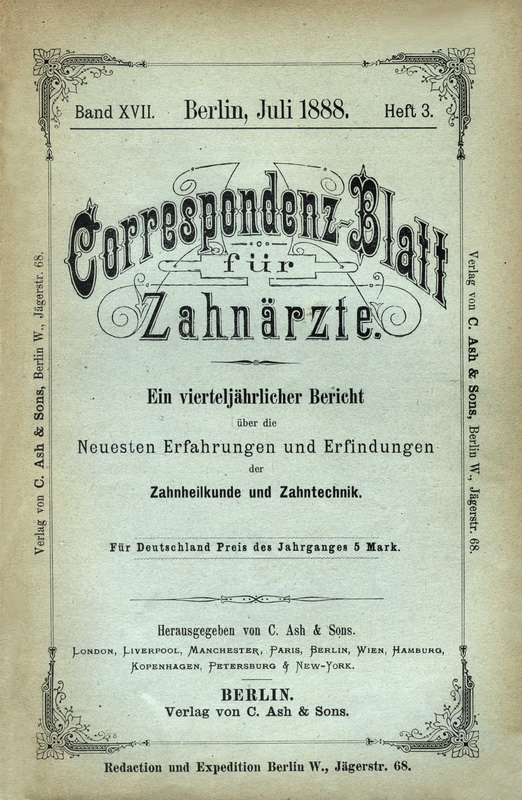 Band XVII. Berlin, Juli 1888. Heft 3.
Correspondenz-Blatt
für
Zahnärzte.
Ein vierteljährlicher Bericht
über die
Neuesten Erfahrungen und Erfindungen
der
Zahnheilkunde und Zahntechnik.
Für Deutschland Preis des Jahrganges 5 Mark.
Herausgegeben von C. Ash & Sons.
London, Liverpool, Manchester, Paris, Berlin, Wien, Hamburg,
Kopenhagen, Petersburg & New-York.
BERLIN.
Verlag von C. Ash & Sons.
Verlag von C. Ash & Sons, Berlin W., Jägerstr. 68.
Verlag von C. Ash & Sons, Berlin W., Jägerstr. 68.
Redaction und Expedition Berlin W., Jägerstr. 68.